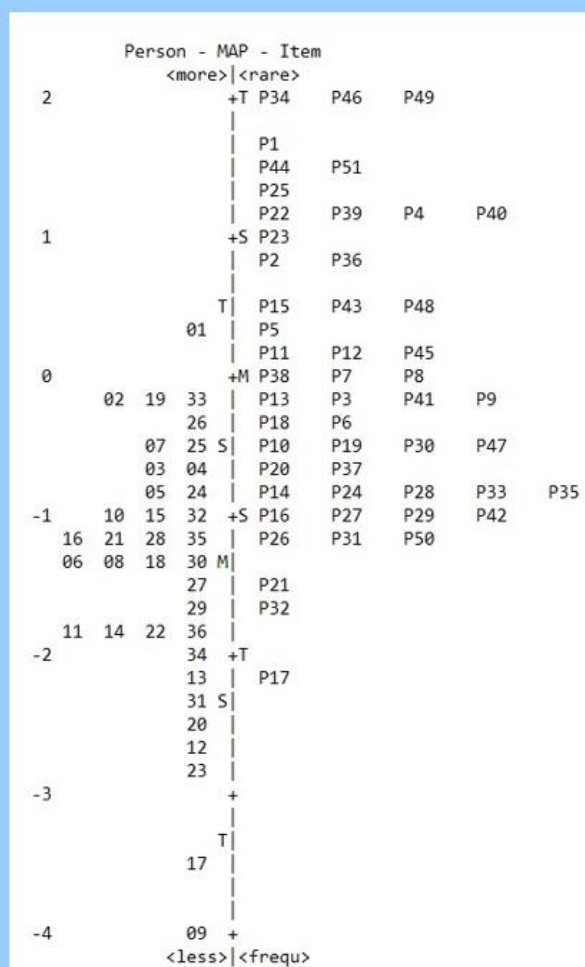 Person - MAP - Item
<more>|<rare>
2 +T P34 P46 P49
|
| P1
| P44 P51
| P25
| P22 P39 P4 P40
1 +S P23
| P2 P36
|
T| P15 P43 P48
01 | P5
| P11 P12 P45
0 +M P38 P7 P8
02 19 33 | P13 P3 P41 P9
26 | P18 P6
07 25 S| P10 P19 P30 P47
03 04 | P20 P37
05 24 | P14 P24 P28 P33 P35
-1 10 15 32 +S P16 P27 P29 P42
16 21 28 35 | P26 P31 P50
06 08 18 30 M|
27 | P21
29 | P32
11 14 22 36 |
-2 34 +T
13 | P17
31 S|
20 |
12 |
23 |
-3 +
|
T|
17 |
|
|
-4 09 +
<less>|<frequ>